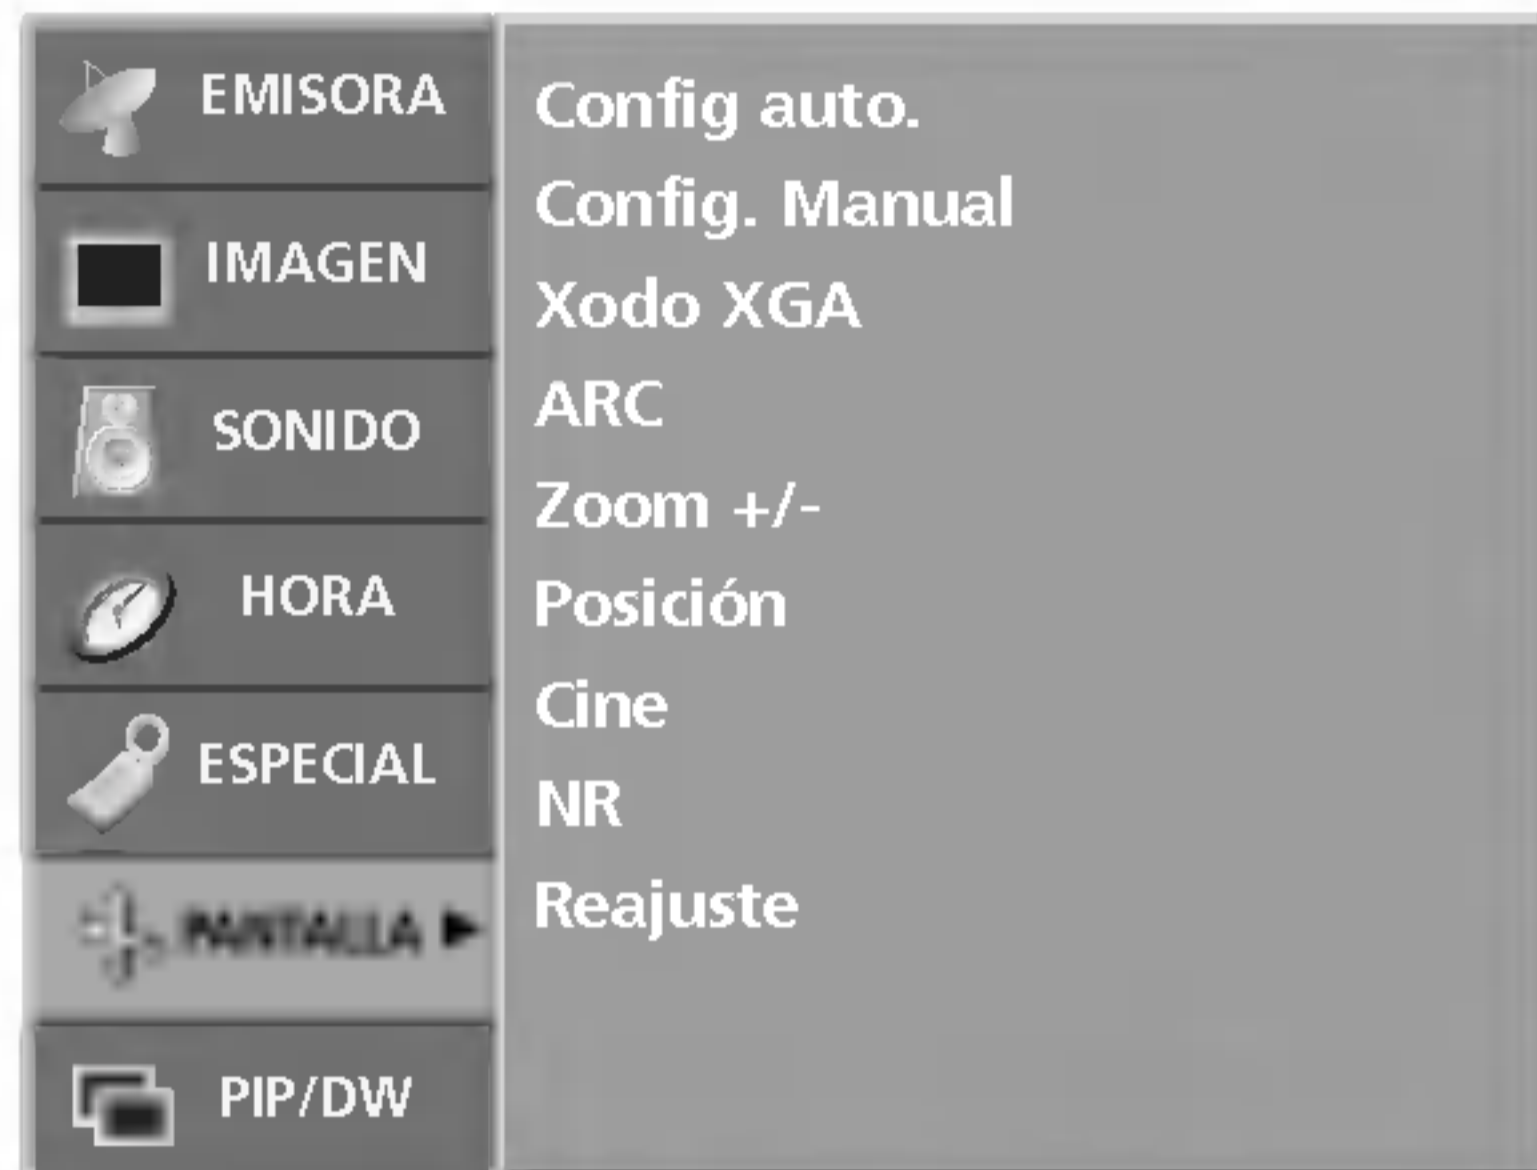 EMISORA
IMAGEN
SONIDO
HORA
ESPECIAL
PANTALLA
PIP/DW
Config auto.
Config. Manual
Xodo XGA
ARC
Zoom +/-
Posición
Cine
NR
Reajuste